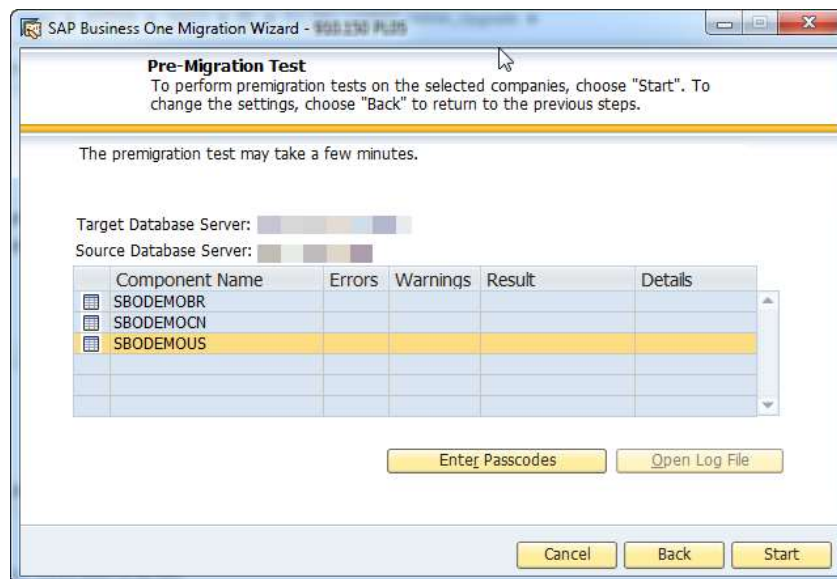 SAP Business One Migration Wizard -
Pre-Migration Test
To perform premigration tests on the selected companies, choose "Start". To
change the settings, choose "Back" to return to the previous steps.
The premigration test may take a few minutes.
Target Database Server:
Source Database Server:
Component Name Errors Warnings Result Details
SBODEMOBR
SBODEMOCN
SBODEMOUS
Enter Passcodes Open Log File
Cancel Back Start